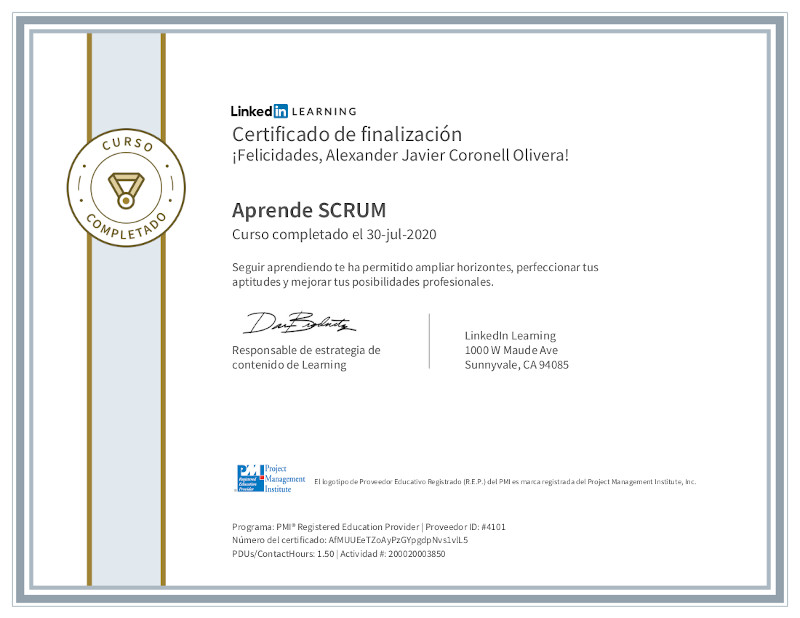 CURSO
COMPLETADO
Linkedin LEARNING
Certificado de finalización
¡Felicidades, Alexander Javier Coronell Olivera!
Aprende SCRUM
Curso completado el 30-jul-2020
Seguir aprendiendo te ha permitido ampliar horizontes, perfeccionar tus
aptitudes y mejorar tus posibilidades profesionales.
Responsable de estrategia de
contenido de Learning
LinkedIn Learning
1000 W Maude Ave
Sunnyvale, CA 94085
PMI
Registered
Education
Provider
Project
Management
Institute
El logotipo de Proveedor Educativo Registrado (R.E.P.) del PMI es marca registrada del Project Management Institute, Inc.
Programa: PMI® Registered Education Provider | Proveedor ID: #4101
Número del certificado: AfMUUEeTZoAyPzGYpgdpNvs1vlL5
PDUs/ContactHours: 1.50 | Actividad #: 200020003850